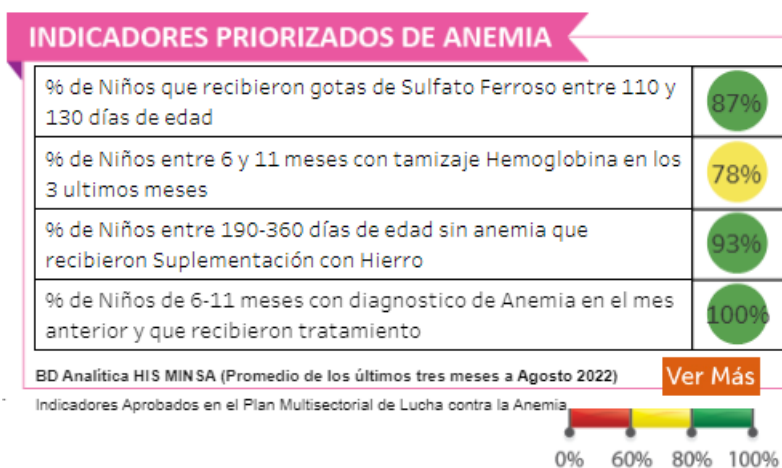 INDICADORES PRIORIZADOS DE ANEMIA
% de Niños que recibieron gotas de Sulfato Ferroso entre 110 y
130 días de edad
87%
% de Niños entre 6 y 11 meses con tamizaje Hemoglobina en los
3 ultimos meses
78%
% de Niños entre 190-360 días de edad sin anemia que
recibieron Suplementación con Hierro
93%
% de Niños de 6-11 meses con diagnostico de Anemia en el mes
anterior y que recibieron tratamiento
100%
BD Analítica HIS MINSA (Promedio de los últimos tres meses a Agosto 2022)
Ver Más
Indicadores Aprobados en el Plan Multisectorial de Lucha contra la Anemia
0% 60% 80% 100%